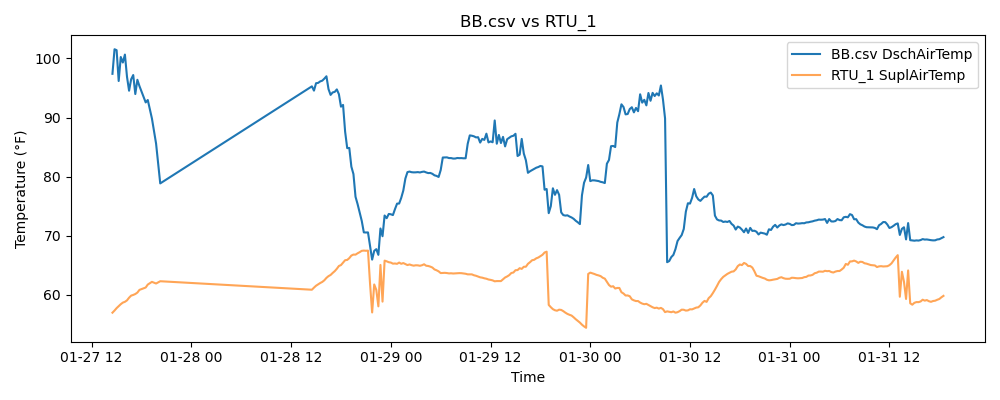 BB.csv vs RTU_1
BB.csv DschAirTemp
RTU_1 SuplAirTemp
Temperature (°F)
100
90
80
70
60
01-27 12
01-28 00
01-28 12
01-29 00
01-29 12
01-30 00
01-30 12
01-31 00
01-31 12
Time